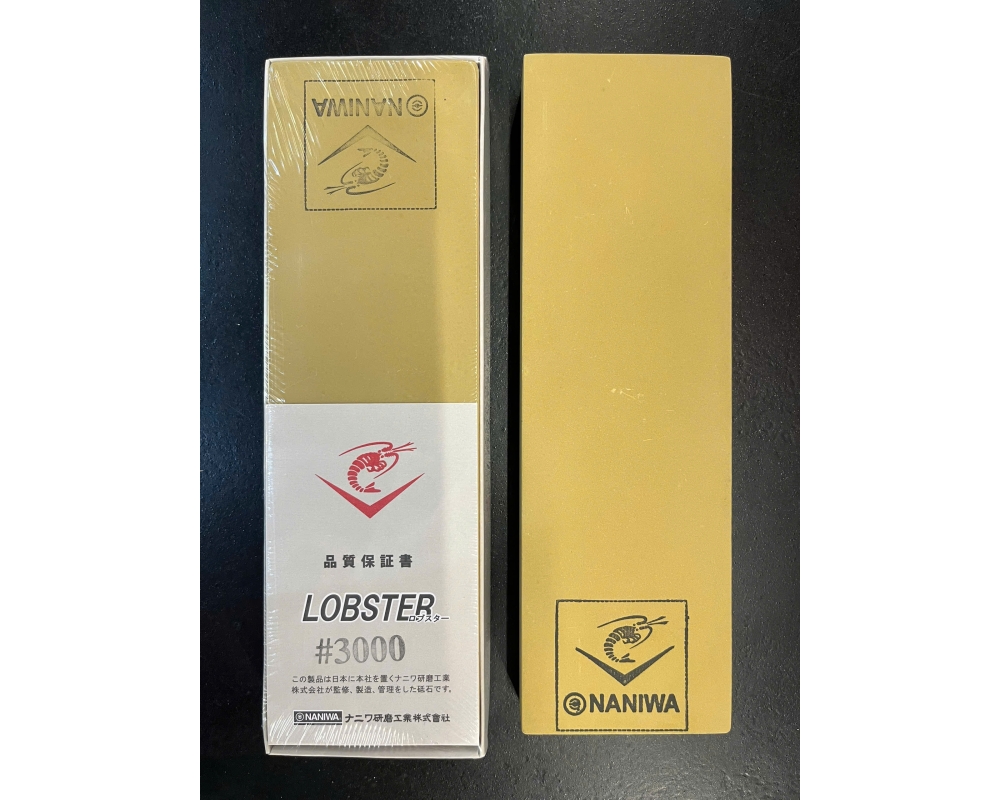 NANIWA
品質保証書
LOBSTER
ロブスター
#3000
この製品は日本に本社を置くナニワ研磨工業
株式会社が監修、製造、管理をした砥石です。
NANIWA ナニワ研磨工業株式會社
NANIWA